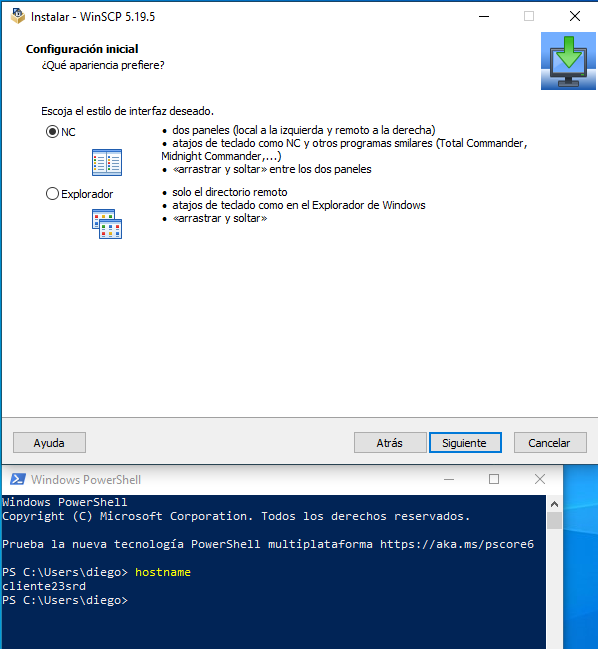 Instalar - WinSCP 5.19.5
Configuración inicial
¿Qué apariencia prefiere?
Escoja el estilo de interfaz deseado.
NC
• dos paneles (local a la izquierda y remoto a la derecha)
• atajos de teclado como NC y otros programas smilares (Total Commander,
Midnight Commander,...)
• «arrastrar y soltar» entre los dos paneles
Explorador
• solo el directorio remoto
• atajos de teclado como en el Explorador de Windows
• «arrastrar y soltar»
Ayuda
Atrás
Siguiente
Cancelar
Windows PowerShell
Windows PowerShell
Copyright (C) Microsoft Corporation. Todos los derechos reservados.
Prueba la nueva tecnología PowerShell multiplataforma https://aka.ms/pscore6
PS C:\Users\diego> hostname
cliente23srd
PS C:\Users\diego>